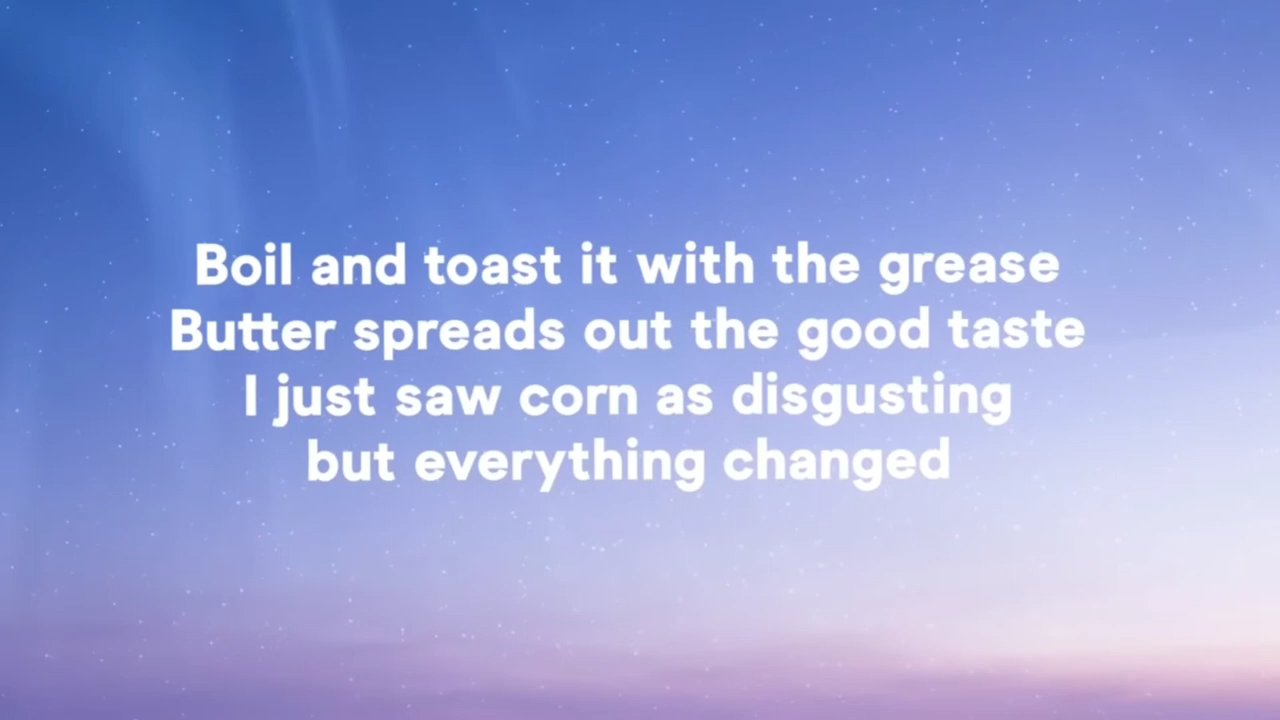 Boil and toast it with the grease
Butter spreads out the good taste
I just saw corn as disgusting
but everything changed